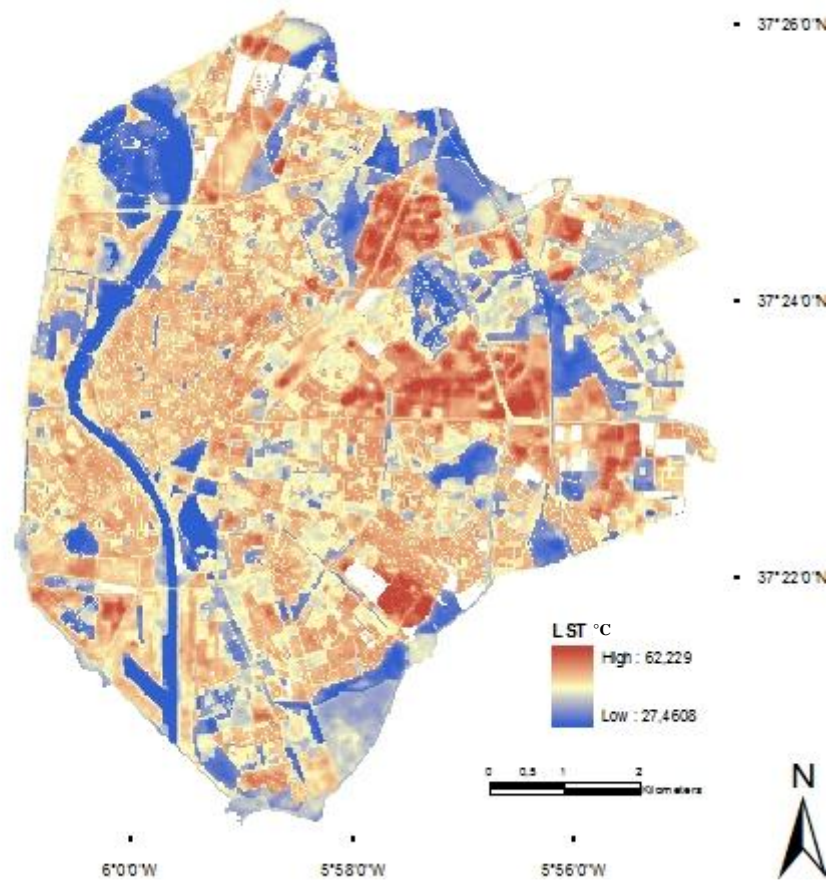 37°26'0"N
37°24'0"N
37°22'0"N
LST °C
High : 62,229
Low : 27,4608
0 0,5 1 2
Kilometers
N
6°0'0"W 5°58'0"W 5°56'0"W